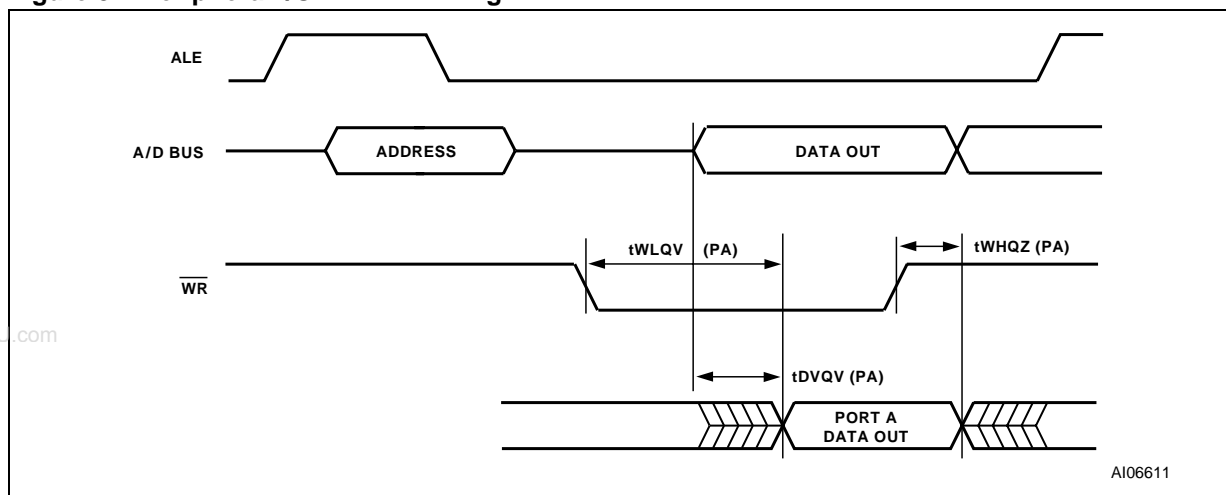 ALE
A/D BUS
ADDRESS
DATA OUT
tWLQV (PA)
tWHQZ (PA)
WR
tDVQV (PA)
PORT A
DATA OUT
AI06611